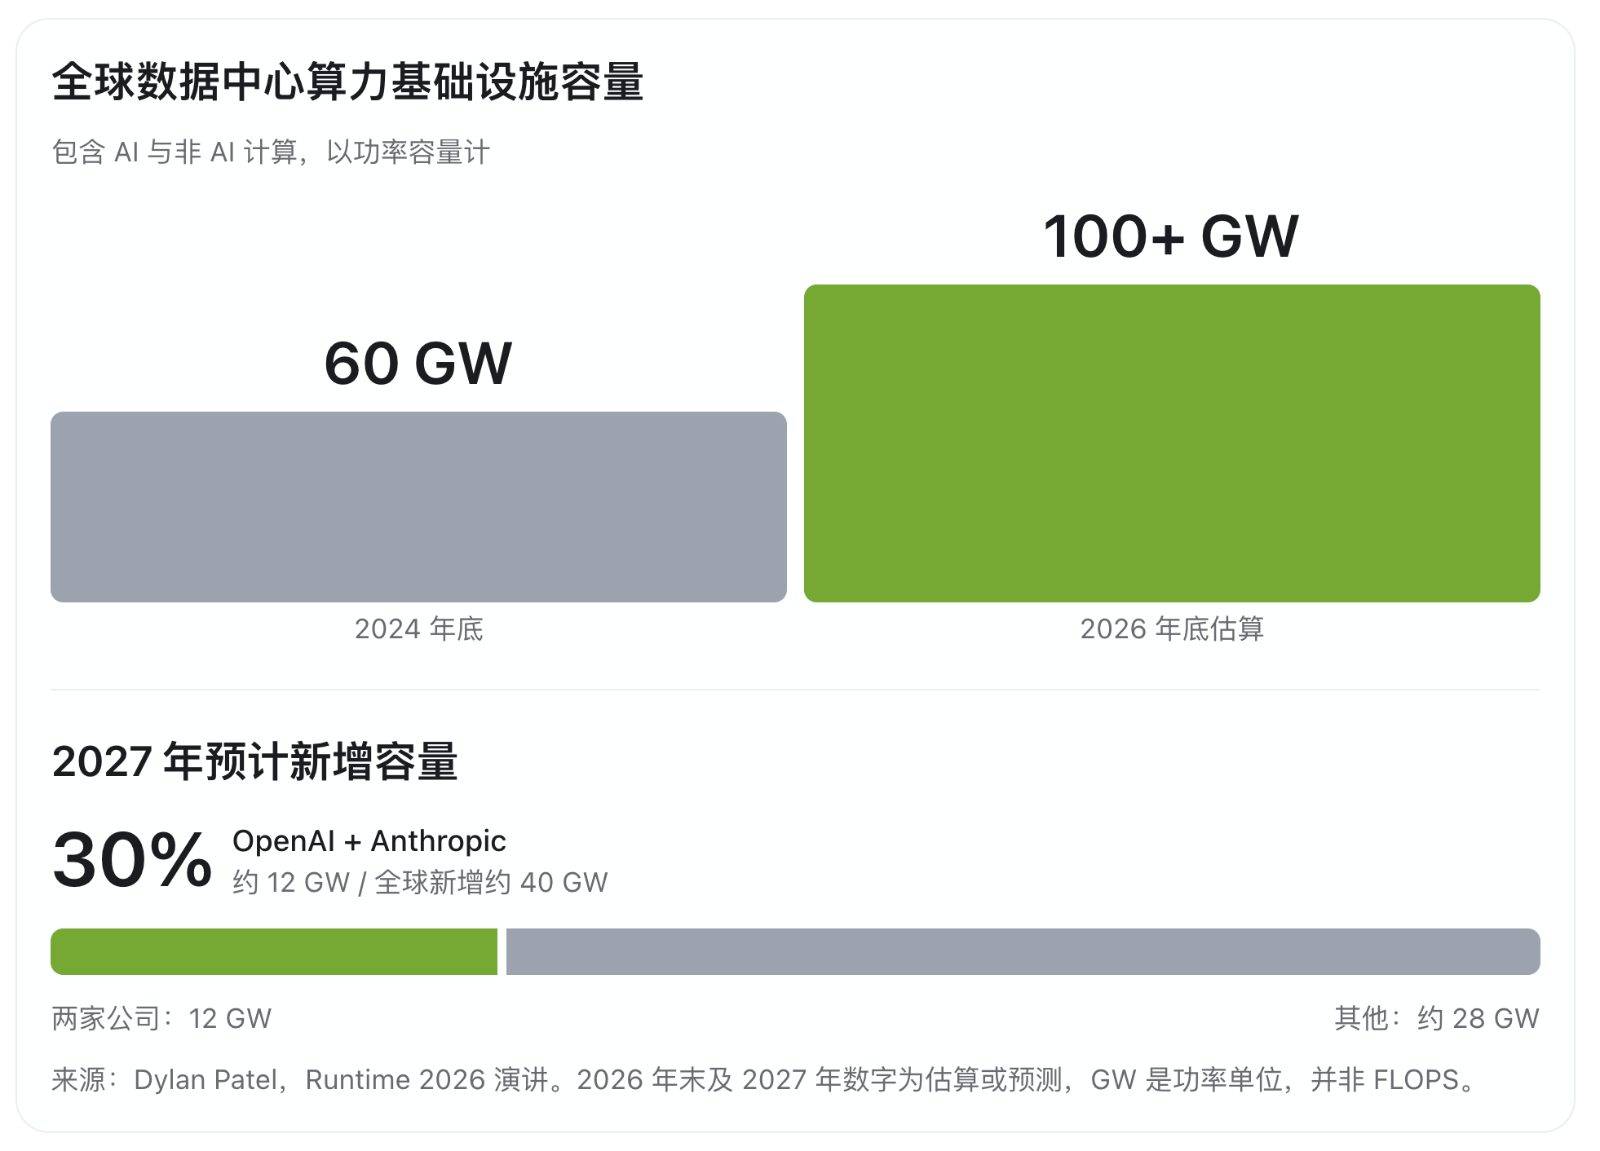 全球数据中心算力基础设施容量
包含 AI 与非 AI 计算，以功率容量计
100+ GW
60 GW
2024 年底
2026 年底估算
2027 年预计新增容量
30%
OpenAI + Anthropic
约 12 GW / 全球新增约 40 GW
两家公司：12 GW
其他：约 28 GW
来源：Dylan Patel，Runtime 2026 演讲。2026 年末及 2027 年数字为估算或预测，GW 是功率单位，并非 FLOPS。